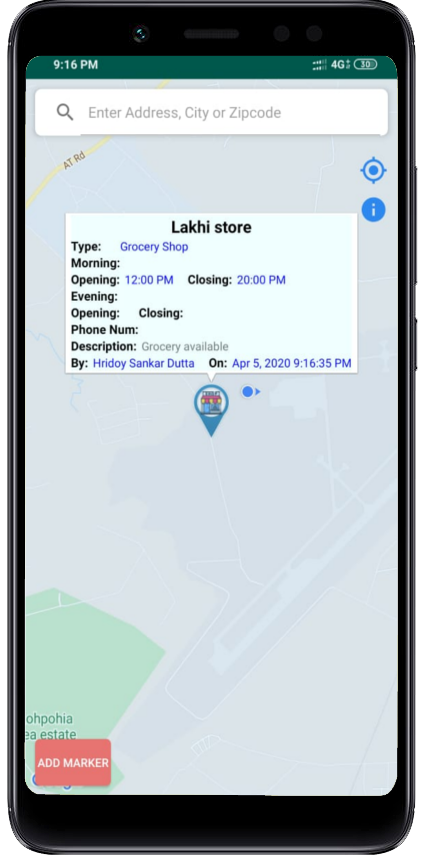 9:16 PM 4G 30
Enter Address, City or Zipcode
AT Rd
Lakhi store
Type: Grocery Shop
Morning:
Opening: 12:00 PM Closing: 20:00 PM
Evening:
Opening: Closing:
Phone Num:
Description: Grocery available
By: Hridoy Sankar Dutta On: Apr 5, 2020 9:16:35 PM
ohpohia
ea estate
ADD MARKER